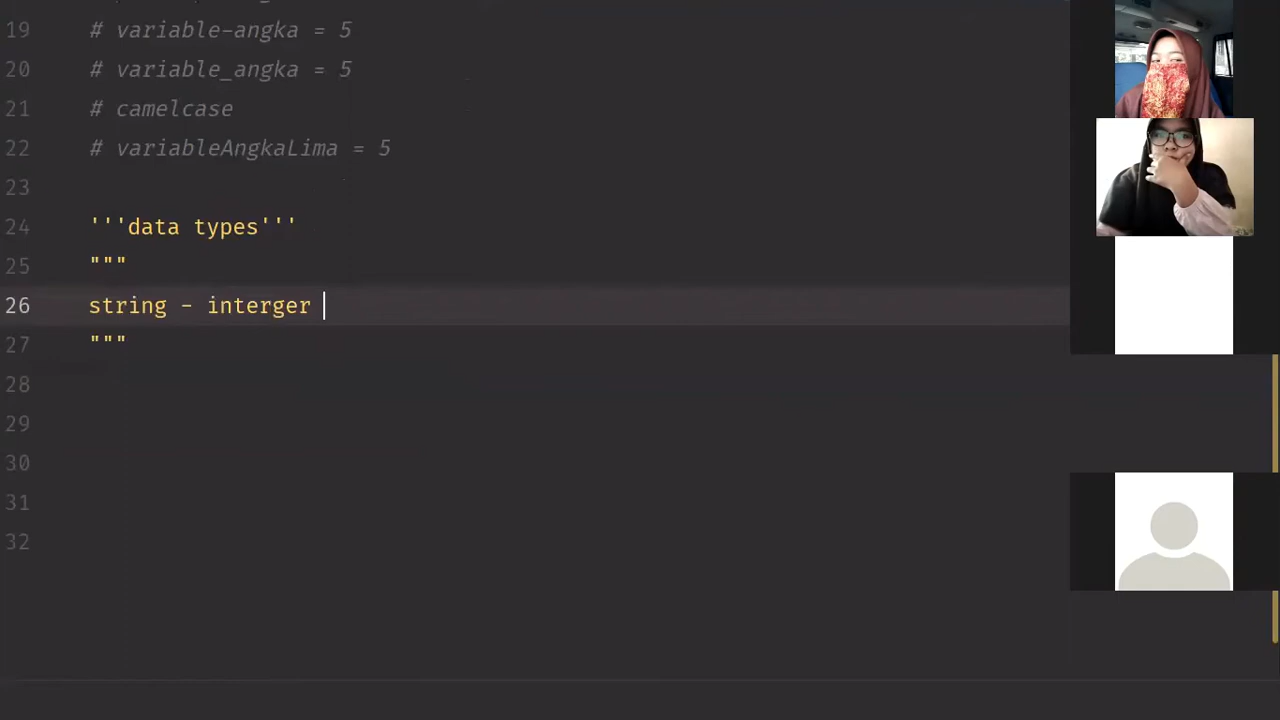 19 # variable-angka = 5
20 # variable_angka = 5
21 # camelcase
22 # variableAngkaLima = 5
23
24 '''data types'''
25 """
26 string - interger
27 """
28
29
30
31
32